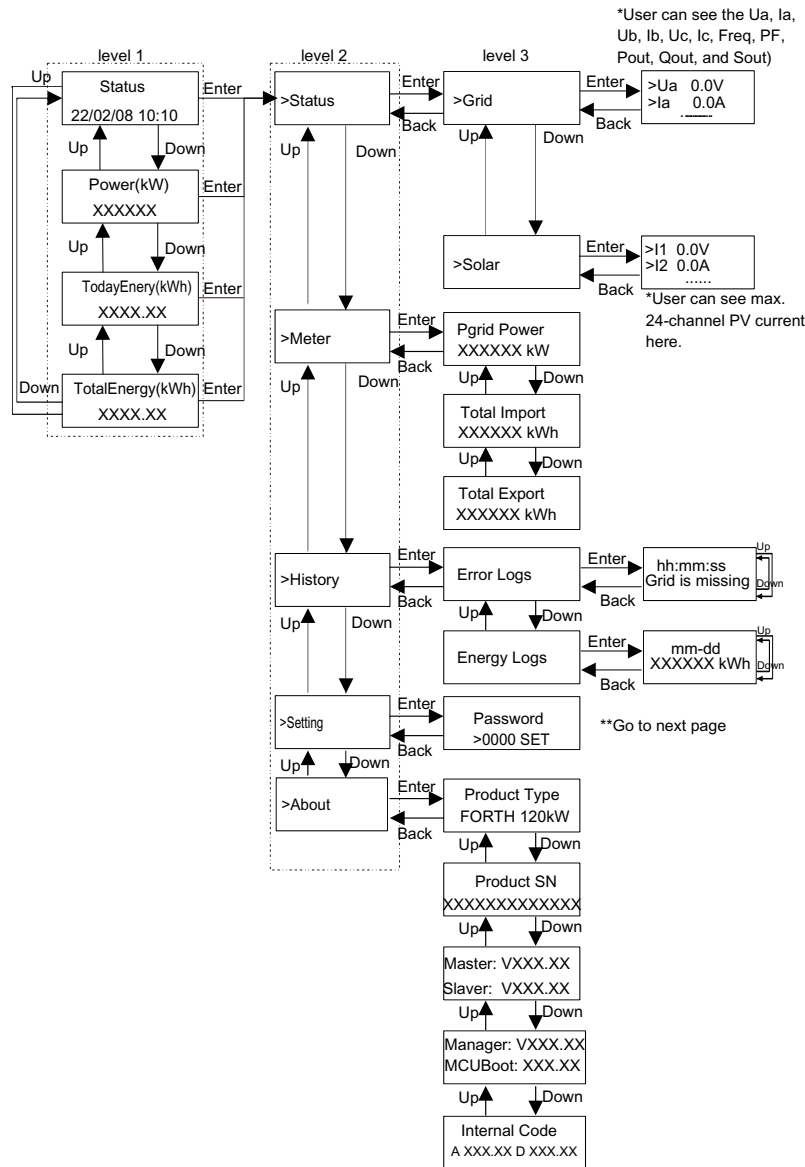 *User can see the Ua, Ia,
Ub, Ib, Uc, Ic, Freq, PF,
Pout, Qout, and Sout)
level 1
level 2
level 3
Up
Status
22/02/08 10:10
Enter
>Status
Enter
Back
>Grid
Enter
Back
>Ua 0.0V
>Ia 0.0A
........
Up
Down
Up
Down
Up
Down
Power(kW)
XXXXXX
Enter
Up
Down
>Solar
Enter
Back
>I1 0.0V
>I2 0.0A
......
TodayEnery(kWh)
XXXX.XX
Enter
*User can see max.
24-channel PV current
here.
Up
Down
>Meter
Enter
Back
Pgrid Power
XXXXXX kW
Down
TotalEnergy(kWh)
XXXX.XX
Enter
Up
Down
Up
Down
Total Import
XXXXXX kWh
Up
Down
Total Export
XXXXXX kWh
>History
Enter
Back
Error Logs
Enter
Back
hh:mm:ss
Grid is missing
Up
Down
Up
Down
Up
Down
Energy Logs
Enter
Back
mm-dd
XXXXXX kWh
Up
Down
>Setting
Enter
Back
Password
>0000 SET
**Go to next page
Up
Down
>About
Enter
Back
Product Type
FORTH 120kW
Up
Down
Product SN
XXXXXXXXXXXXX
Up
Down
Master: VXXX.XX
Slaver: VXXX.XX
Up
Down
Manager: VXXX.XX
MCUBoot: XXX.XX
Up
Down
Internal Code
A XXX.XX D XXX.XX